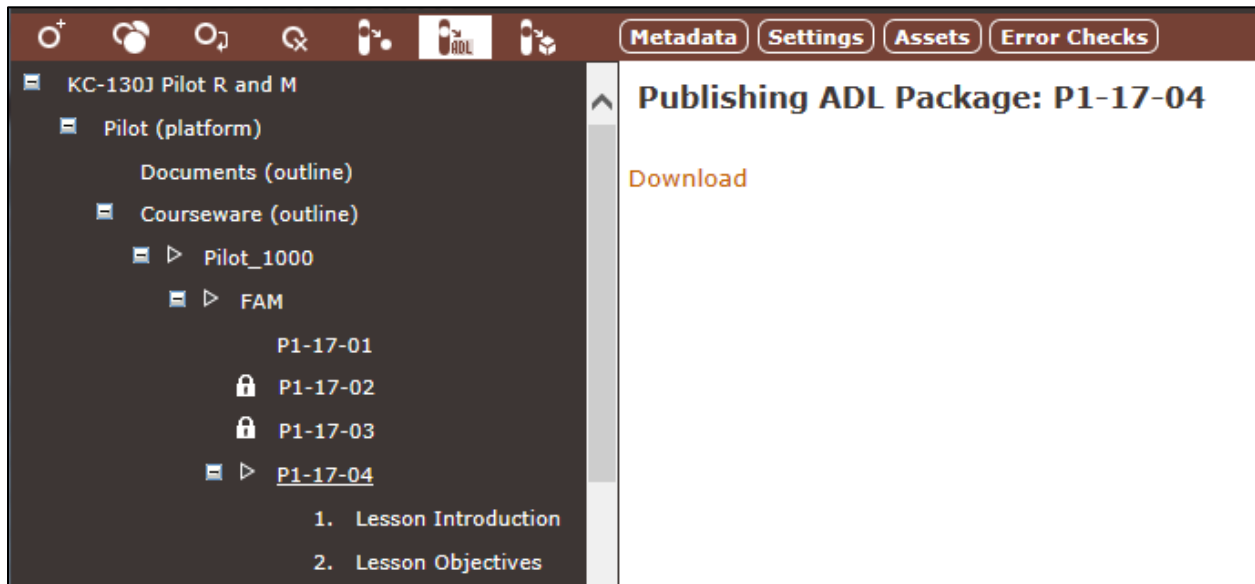 ADL
Metadata Settings Assets Error Checks
KC-130J Pilot R and M
Pilot (platform)
Documents (outline)
Courseware (outline)
Pilot_1000
FAM
P1-17-01
P1-17-02
P1-17-03
P1-17-04
1. Lesson Introduction
2. Lesson Objectives
Publishing ADL Package: P1-17-04
Download